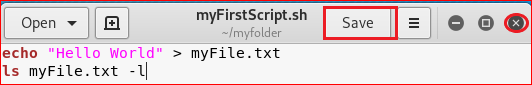 Open myFirstScript.sh Save
~/myfolder
echo "Hello World" > myFile.txt
ls myFile.txt -l